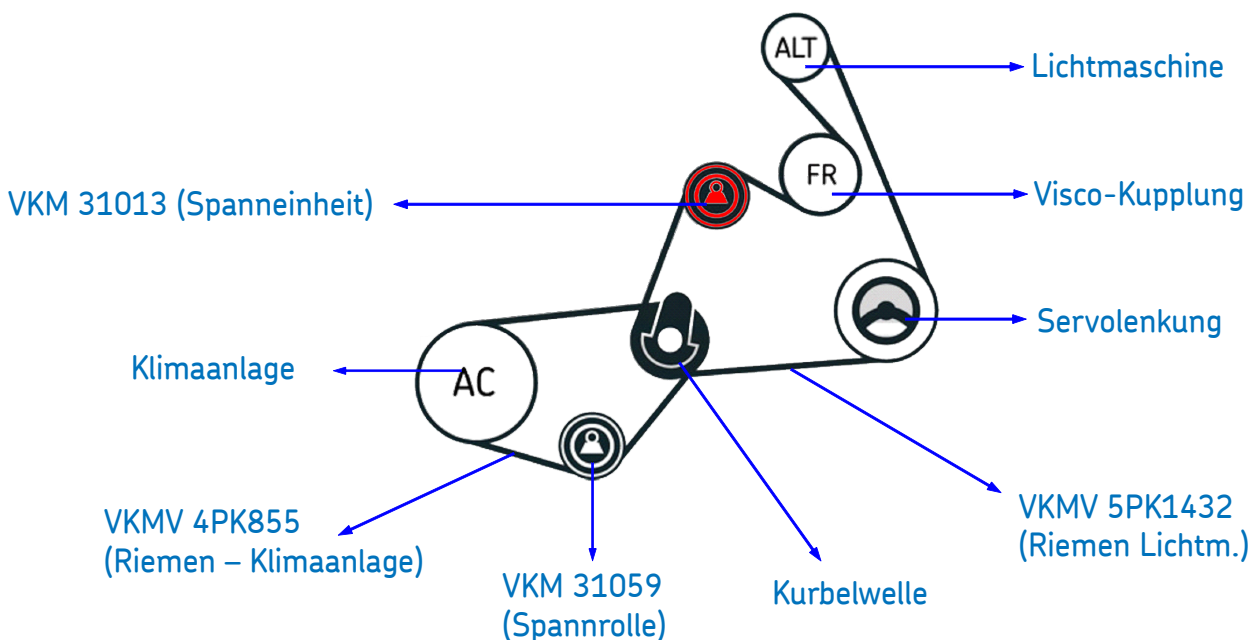 ALT
Lichtmaschine
FR
VKM 31013 (Spanneinheit)
Visco-Kupplung
Servolenkung
Klimaanlage
AC
VKMV 4PK855
(Riemen – Klimaanlage)
VKM 31059
(Spannrolle)
Kurbelwelle
VKMV 5PK1432
(Riemen Lichtm.)